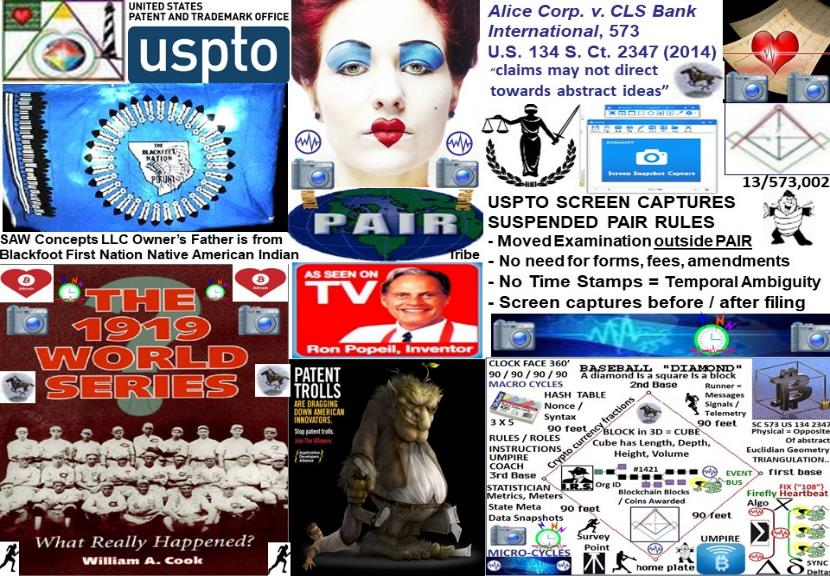 UNITED STATES
PATENT AND TRADEMARK OFFICE
uspto
THE
BLACKFEET
NATION
PIKUNI
SAW Concepts LLC Owner's Father is from
Blackfoot First Nation Native American Indian Tribe
PRIVATE
PUBLIC
PAIR
Alice Corp. v. CLS Bank
International, 573
U.S. 134 S. Ct. 2347 (2014)
"claims may not direct
towards abstract ideas"
Screen Snapshot Capture
13/573,002
USPTO SCREEN CAPTURES
SUSPENDED PAIR RULES
- Moved Examination outside PAIR
- No need for forms, fees, amendments
- No Time Stamps = Temporal Ambiguity
- Screen captures before / after filing
bitcoin
bitcoin
THE
1919
WORLD
SERIES
?
What Really Happened?
William A. Cook
AS SEEN ON
TV
Ron Popeil, Inventor
PATENT
TROLLS
ARE DRAGGING
DOWN AMERICAN
INNOVATORS.
Stop patent trolls.
Join The Alliance.
Application
Developers
Alliance
N
CLOCK FACE 360'
90 / 90 / 90 / 90
MACRO CYCLES
BASEBALL "DIAMOND"
A diamond is a square is a block
2nd Base
Runner =
Messages
Signals /
Telemetry
90 feet
HASH TABLE
Nonce /
Syntax
90 feet
3 X 5
Crypto currency fractions
BLOCK in 3D = CUBE
Cube has Length, Depth,
Height, Volume
RULES / ROLES
INSTRUCTIONS
UMPIRE
COACH
3rd Base
STATISTICIAN
Metrics, Meters
State Meta
Data Snapshots
I.R.S.
Org ID
#1421
Blockchain Blocks
/ Coins Awarded
EVENT
BUS
first base
SC 573 US 134 2347
Physical = Opposite
Of abstract
Euclidian Geometry
TRIANGULATION..
FIX ("108")
Firefly Heartbeat
Algo X
90 feet
90 feet
Survey
Point
MICRO-CYCLES
home plate
UMPIRE
B
SYNC
Deltas